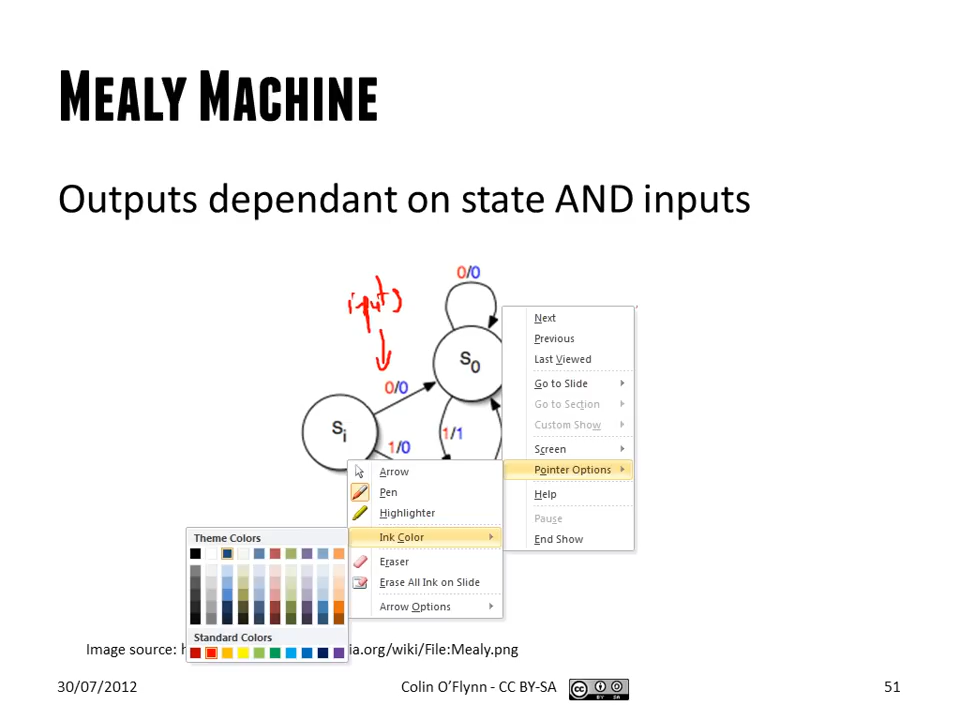 MEALY MACHINE
Outputs dependant on state AND inputs
0/0
inputs
S0
0/0
Si
1/0
1/1
Next
Previous
Last Viewed
Go to Slide
Go to Section
Custom Show
Screen
Pointer Options
Help
Pause
End Show
Arrow
Pen
Highlighter
Ink Color
Eraser
Erase All Ink on Slide
Arrow Options
Theme Colors
Standard Colors
Image source: h
ia.org/wiki/File:Mealy.png
30/07/2012
Colin O'Flynn - CC BY-SA
cc
BY SA
51